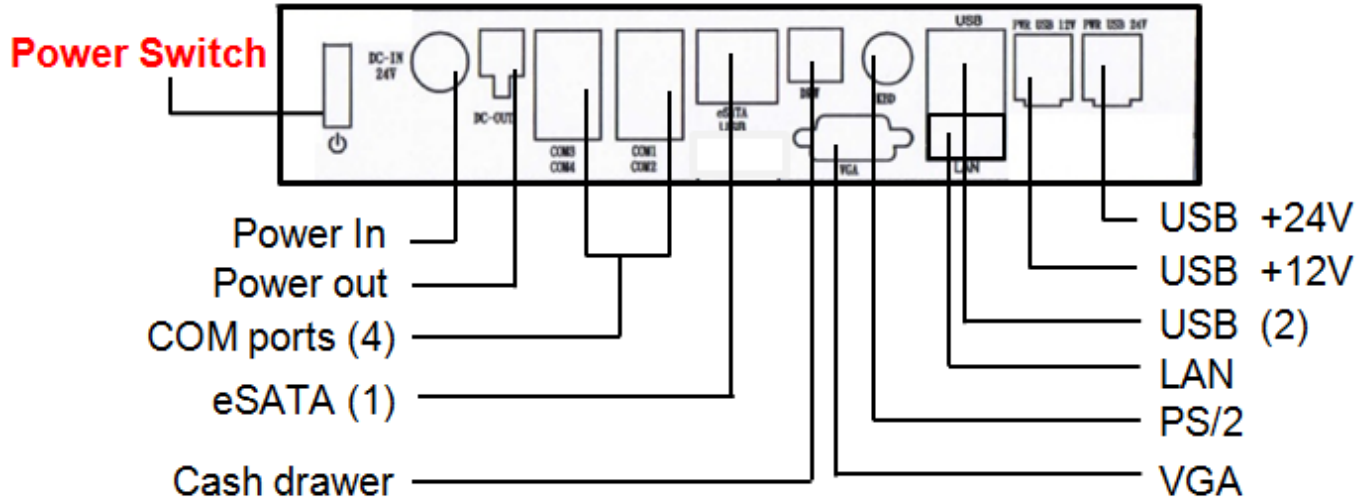 Power Switch
DC-IN
24V
DC-OUT
COM3
COM4
COM1
COM2
eSATA
DRW
KBD
VGA
USB
LAN
PWR USB 12V
PWR USB 24V
Power In
Power out
COM ports (4)
eSATA (1)
Cash drawer
USB +24V
USB +12V
USB (2)
LAN
PS/2
VGA